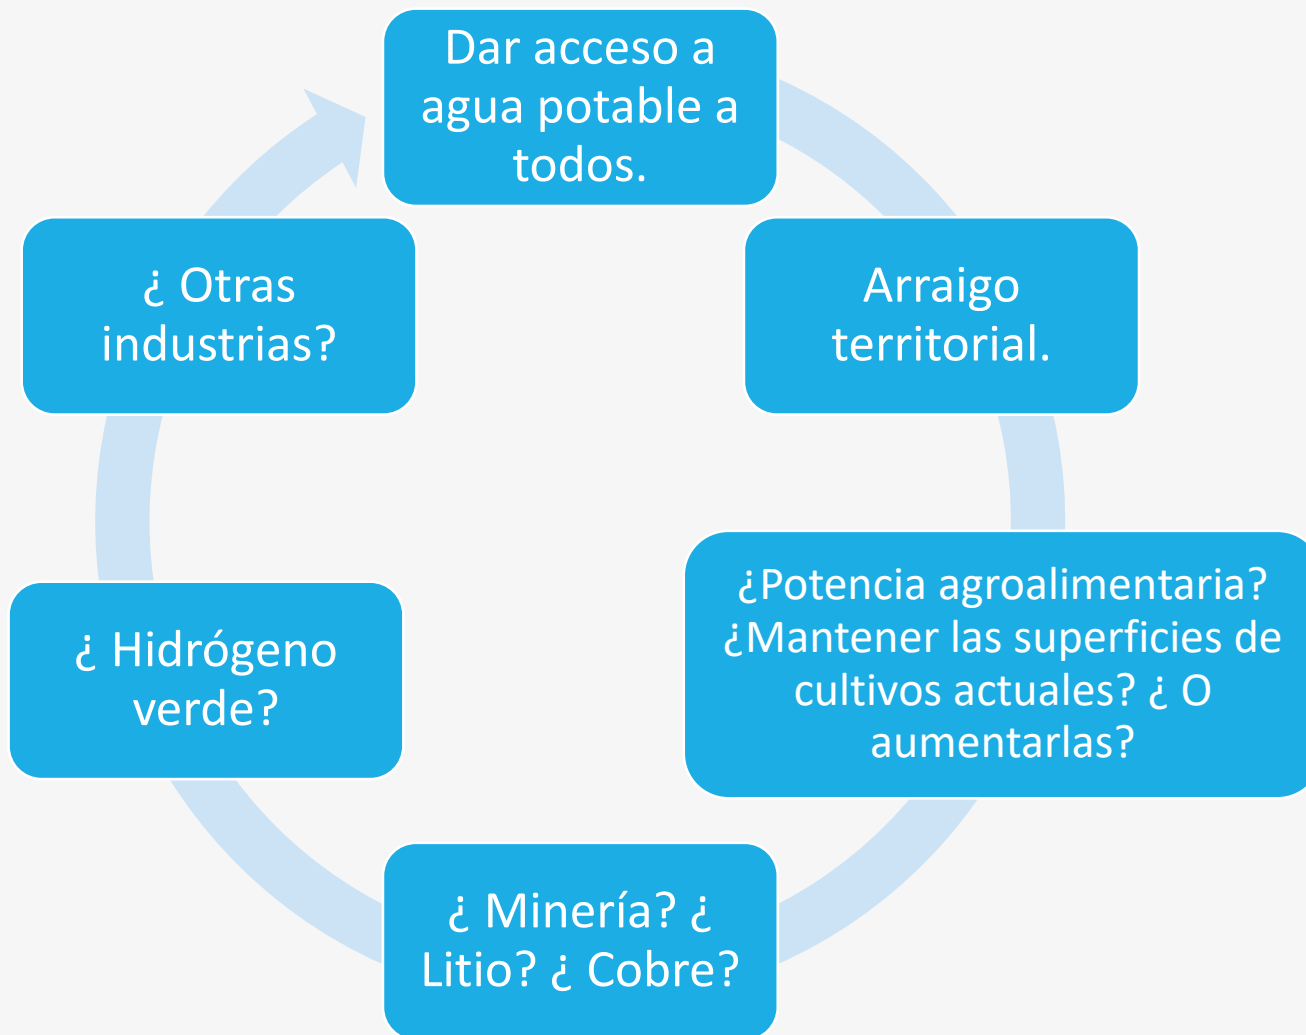 Dar acceso a
agua potable a
todos.
Arraigo
territorial.
¿Potencia agroalimentaria?
¿Mantener las superficies de
cultivos actuales? ¿ O
aumentarlas?
¿ Minería? ¿
Litio? ¿ Cobre?
¿ Hidrógeno
verde?
¿ Otras
industrias?